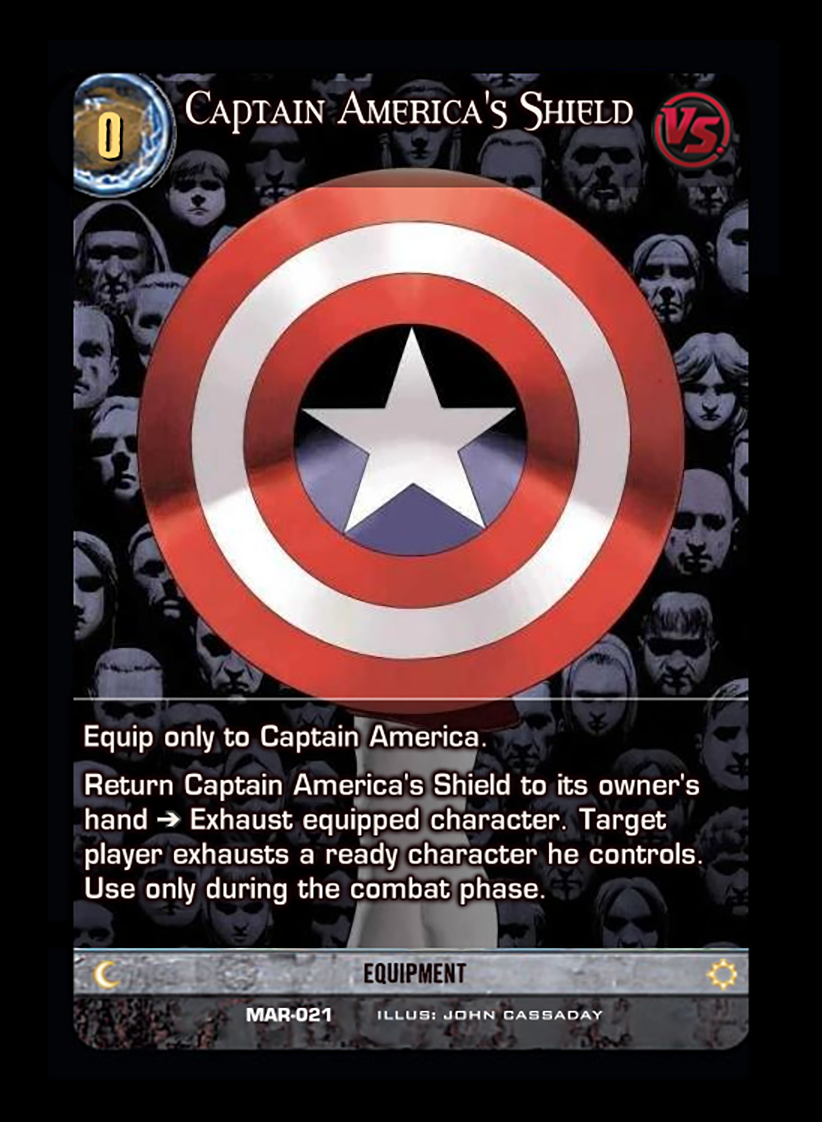 0
Captain America's Shield
VS.
Equip only to Captain America.
Return Captain America's Shield to its owner's
hand ➔ Exhaust equipped character. Target
player exhausts a ready character he controls.
Use only during the combat phase.
EQUIPMENT
MAR-021 ILLUS: JOHN CASSADAY